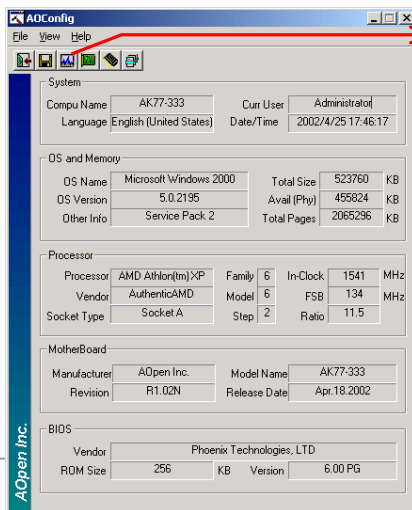 AOConfig
File View Help
System
Compu Name AK77-333 Curr User Administrator
Language English (United States) Date/Time 2002/4/25 17:46:17
OS and Memory
OS Name Microsoft Windows 2000 Total Size 523760 KB
OS Version 5.0.2195 Avail (Phy) 455824 KB
Other Info Service Pack 2 Total Pages 2065296 KB
Processor
Processor AMD Athlon(tm) XP Family 6 In-Clock 1541 MHz
Vendor AuthenticAMD Model 6 FSB 134 MHz
Socket Type Socket A Step 2 Ratio 11.5
MotherBoard
Manufacturer AOpen Inc. Model Name AK77-333
Revision R1.02N Release Date Apr.18.2002
BIOS
Vendor Phoenix Technologies, LTD
ROM Size 256 KB Version 6.00 PG
AOpen Inc.